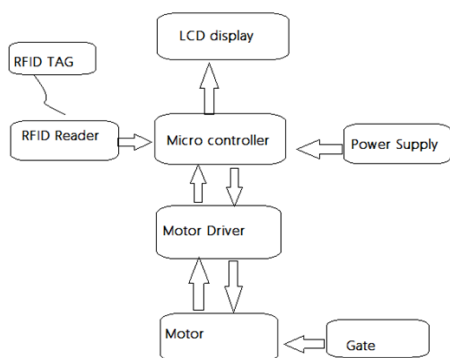 LCD display
RFID TAG
RFID Reader
Micro controller
Power Supply
Motor Driver
Motor
Gate